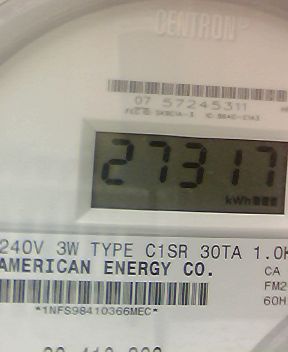 CENTRON®
07 57245311
27317
kWh
240V 3W TYPE C1SR 30TA 1.0K
AMERICAN ENERGY CO.
CA
FM2
60H
*1NFS98410366MEC*